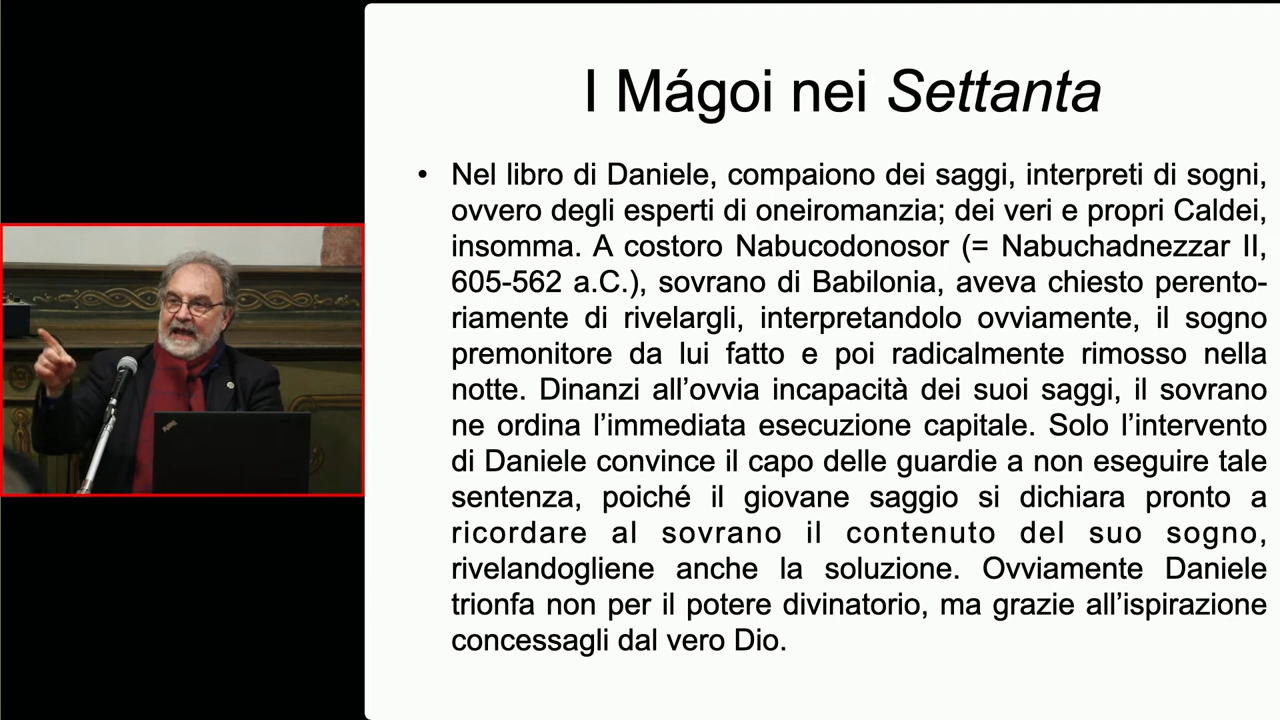 I Mágoi nei Settanta
• Nel libro di Daniele, compaiono dei saggi, interpreti di sogni,
ovvero degli esperti di oneiromanzia; dei veri e propri Caldei,
insomma. A costoro Nabucodonosor (= Nabuchadnezzar II,
605-562 a.C.), sovrano di Babilonia, aveva chiesto perento-
riamente di rivelargli, interpretandolo ovviamente, il sogno
premonitore da lui fatto e poi radicalmente rimosso nella
notte. Dinanzi all’ovvia incapacità dei suoi saggi, il sovrano
ne ordina l’immediata esecuzione capitale. Solo l’intervento
di Daniele convince il capo delle guardie a non eseguire tale
sentenza, poiché il giovane saggio si dichiara pronto a
ricordare al sovrano il contenuto del suo sogno,
rivelandogliene anche la soluzione. Ovviamente Daniele
trionfa non per il potere divinatorio, ma grazie all’ispirazione
concessagli dal vero Dio.